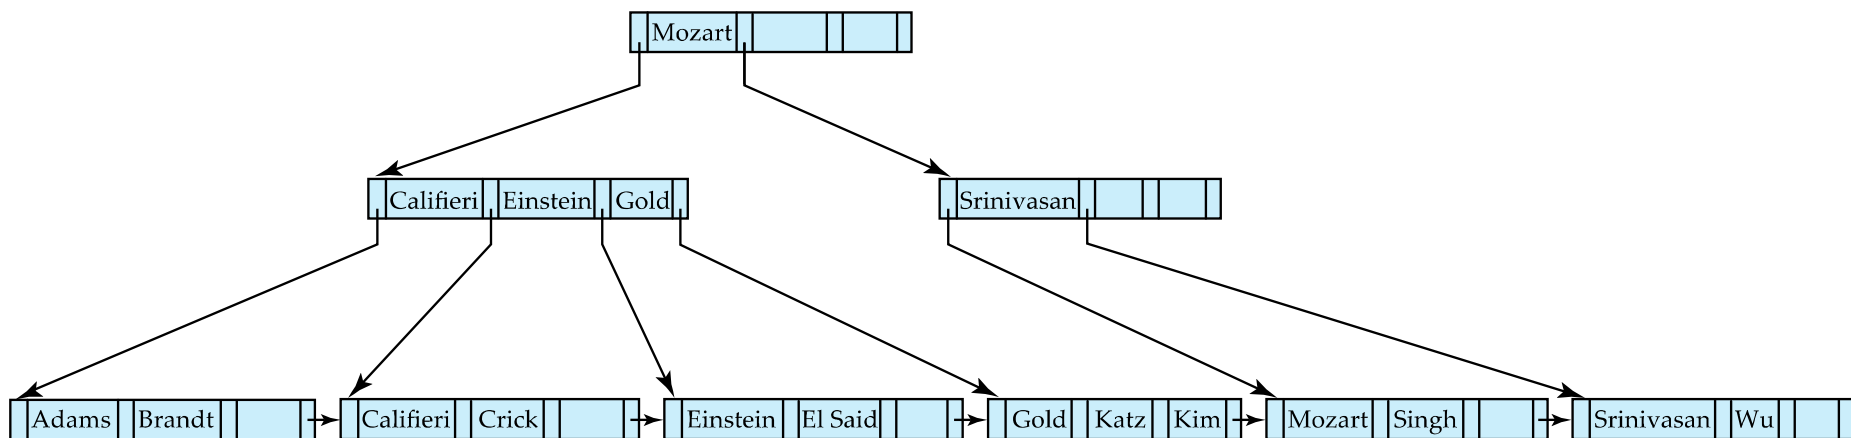 Mozart
Califieri Einstein Gold Srinivasan
Adams Brandt Califieri Crick Einstein El Said Gold Katz Kim Mozart Singh Srinivasan Wu